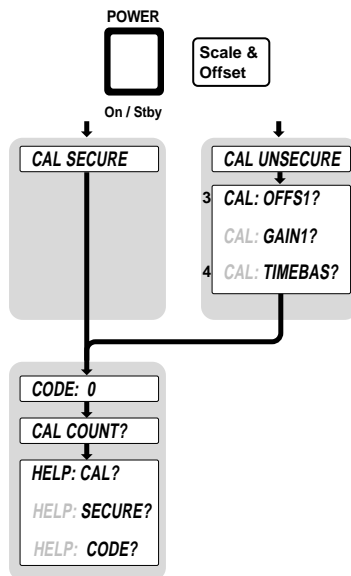 POWER
Scale &
Offset
On / Stby
CAL SECURE
CAL UNSECURE
3 CAL: OFFS1?
CAL: GAIN1?
4 CAL: TIMEBAS?
CODE: 0
CAL COUNT?
HELP: CAL?
HELP: SECURE?
HELP: CODE?